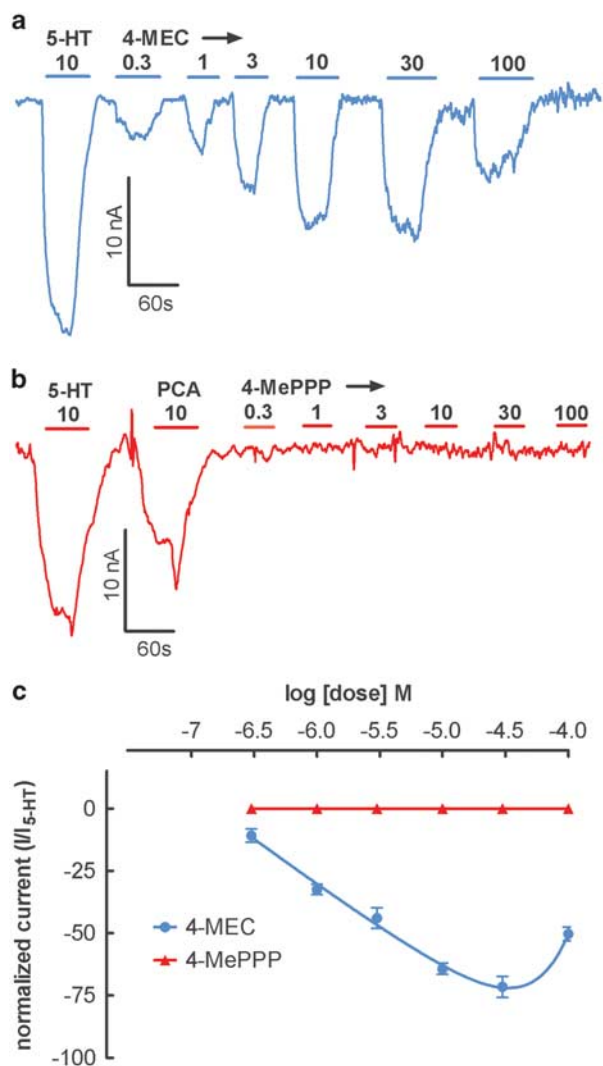 a
5-HT 4-MEC
10 0.3 1 3 10 30 100
10 nA
60s
b
5-HT PCA 4-MePPP
10 10 0.3 1 3 10 30 100
10 nA
60s
c
log [dose] M
-7 -6.5 -6.0 -5.5 -5.0 -4.5 -4.0
normalized current (I/I5-HT)
0
-25
-50
-75
-100
4-MEC
4-MePPP